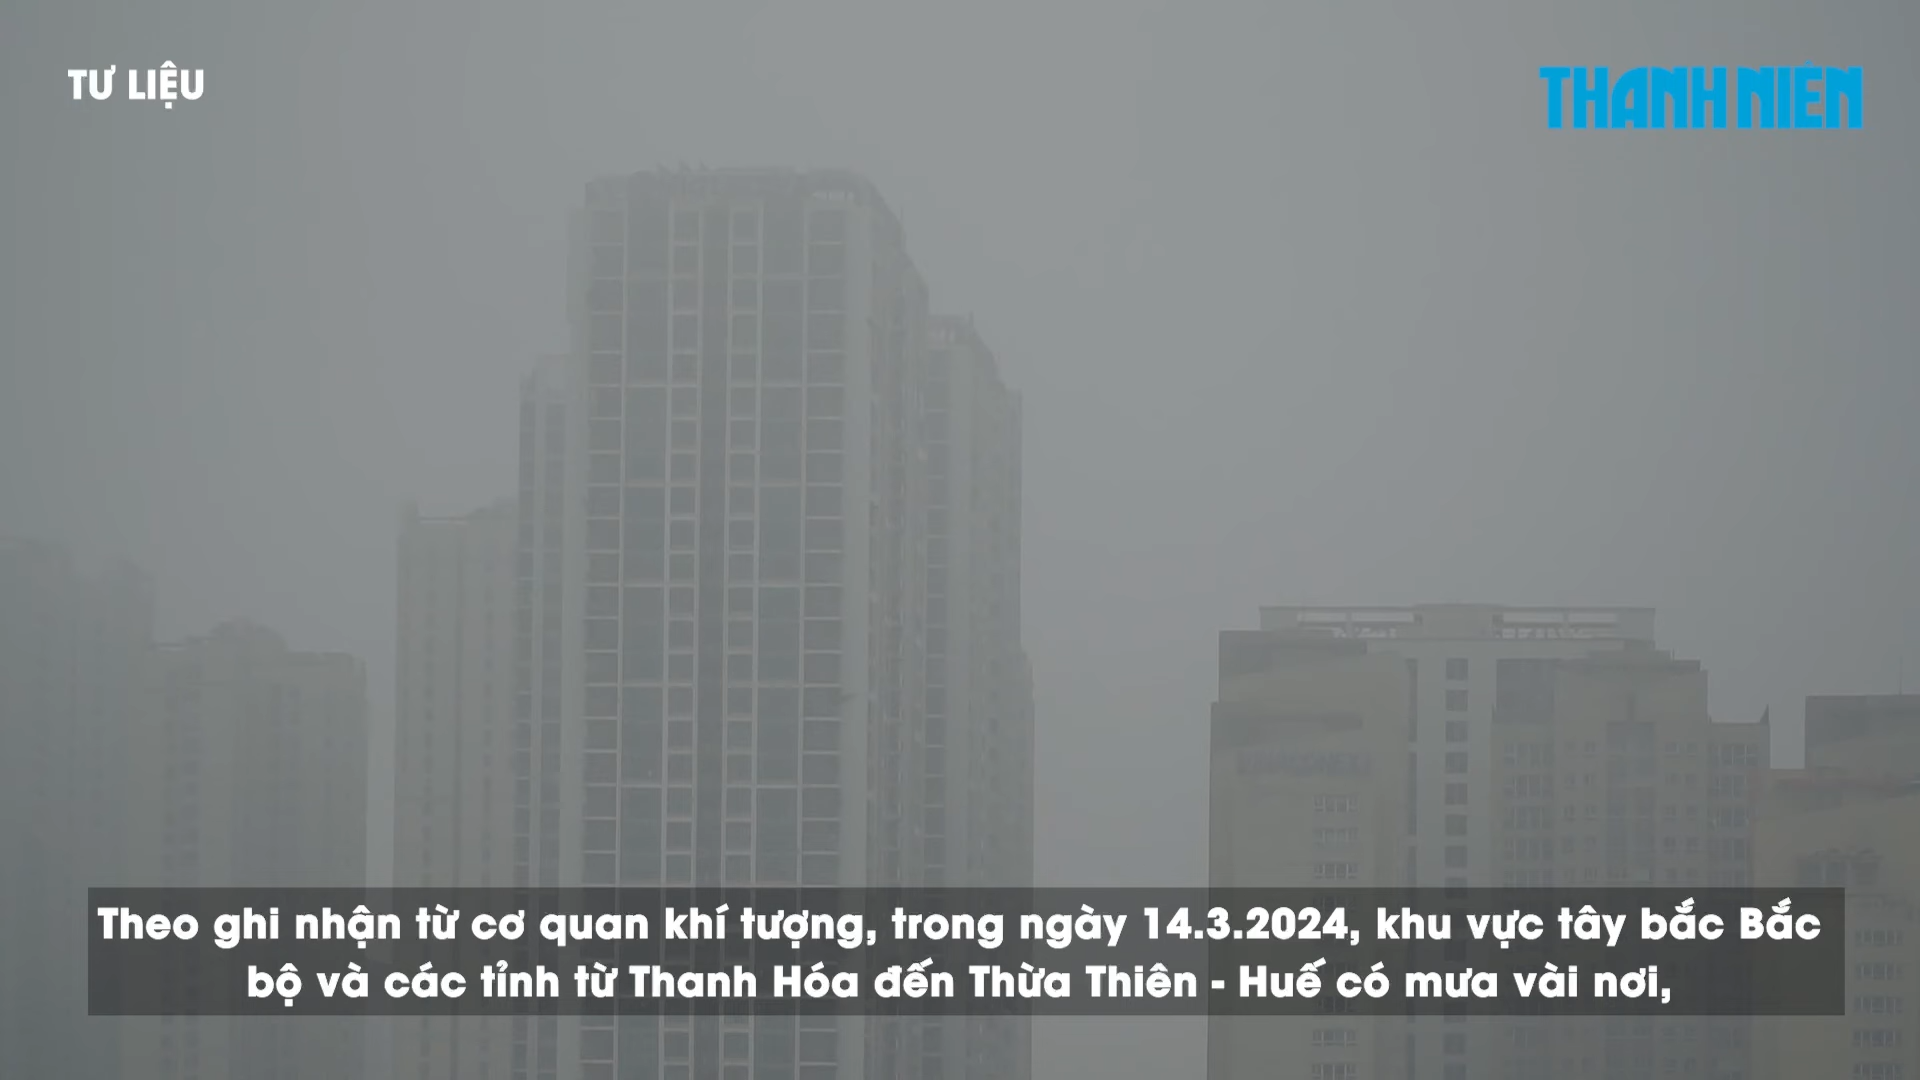 TƯ LIỆU
THANH NIÊN
Theo ghi nhận từ cơ quan khí tượng, trong ngày 14.3.2024, khu vực tây bắc Bắc
bộ và các tỉnh từ Thanh Hóa đến Thừa Thiên - Huế có mưa vài nơi,